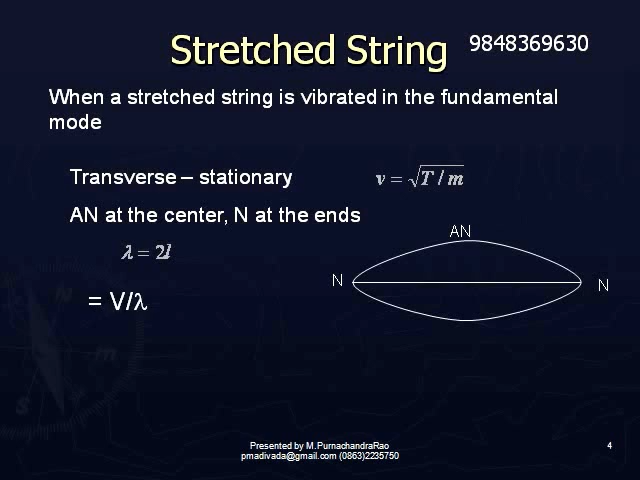 Stretched String
9848369630
When a stretched string is vibrated in the fundamental
mode
Transverse – stationary
v = √T / m
AN at the center, N at the ends
λ = 2l
= V/λ
AN
N
N
Presented by M.PurnachandraRao
pmadivada@gmail.com (0863)2235750
4